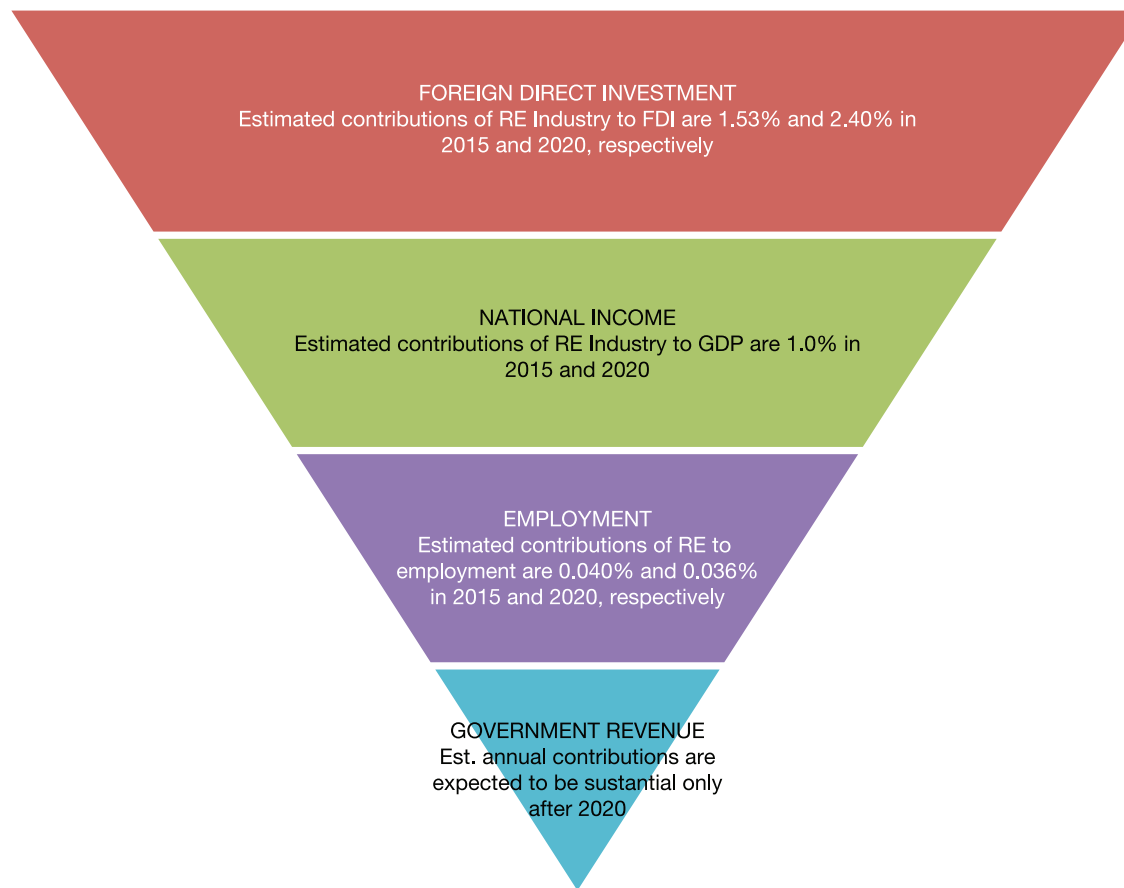 FOREIGN DIRECT INVESTMENT
Estimated contributions of RE Industry to FDI are 1.53% and 2.40% in
2015 and 2020, respectively
NATIONAL INCOME
Estimated contributions of RE Industry to GDP are 1.0% in
2015 and 2020
EMPLOYMENT
Estimated contributions of RE to
employment are 0.040% and 0.036%
in 2015 and 2020, respectively
GOVERNMENT REVENUE
Est. annual contributions are
expected to be sustantial only
after 2020